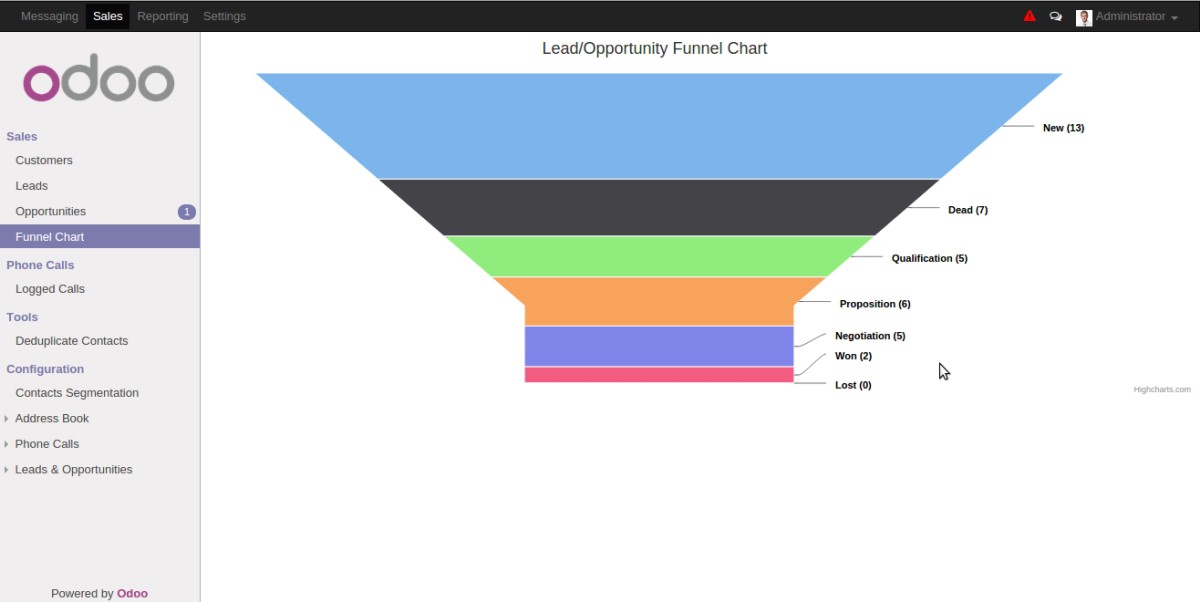 Messaging Sales Reporting Settings Administrator
odoo
Sales
Customers
Leads
Opportunities 1
Funnel Chart
Phone Calls
Logged Calls
Tools
Deduplicate Contacts
Configuration
Contacts Segmentation
Address Book
Phone Calls
Leads & Opportunities
Powered by Odoo
Lead/Opportunity Funnel Chart
New (13)
Dead (7)
Qualification (5)
Proposition (6)
Negotiation (5)
Won (2)
Lost (0)
Highcharts.com